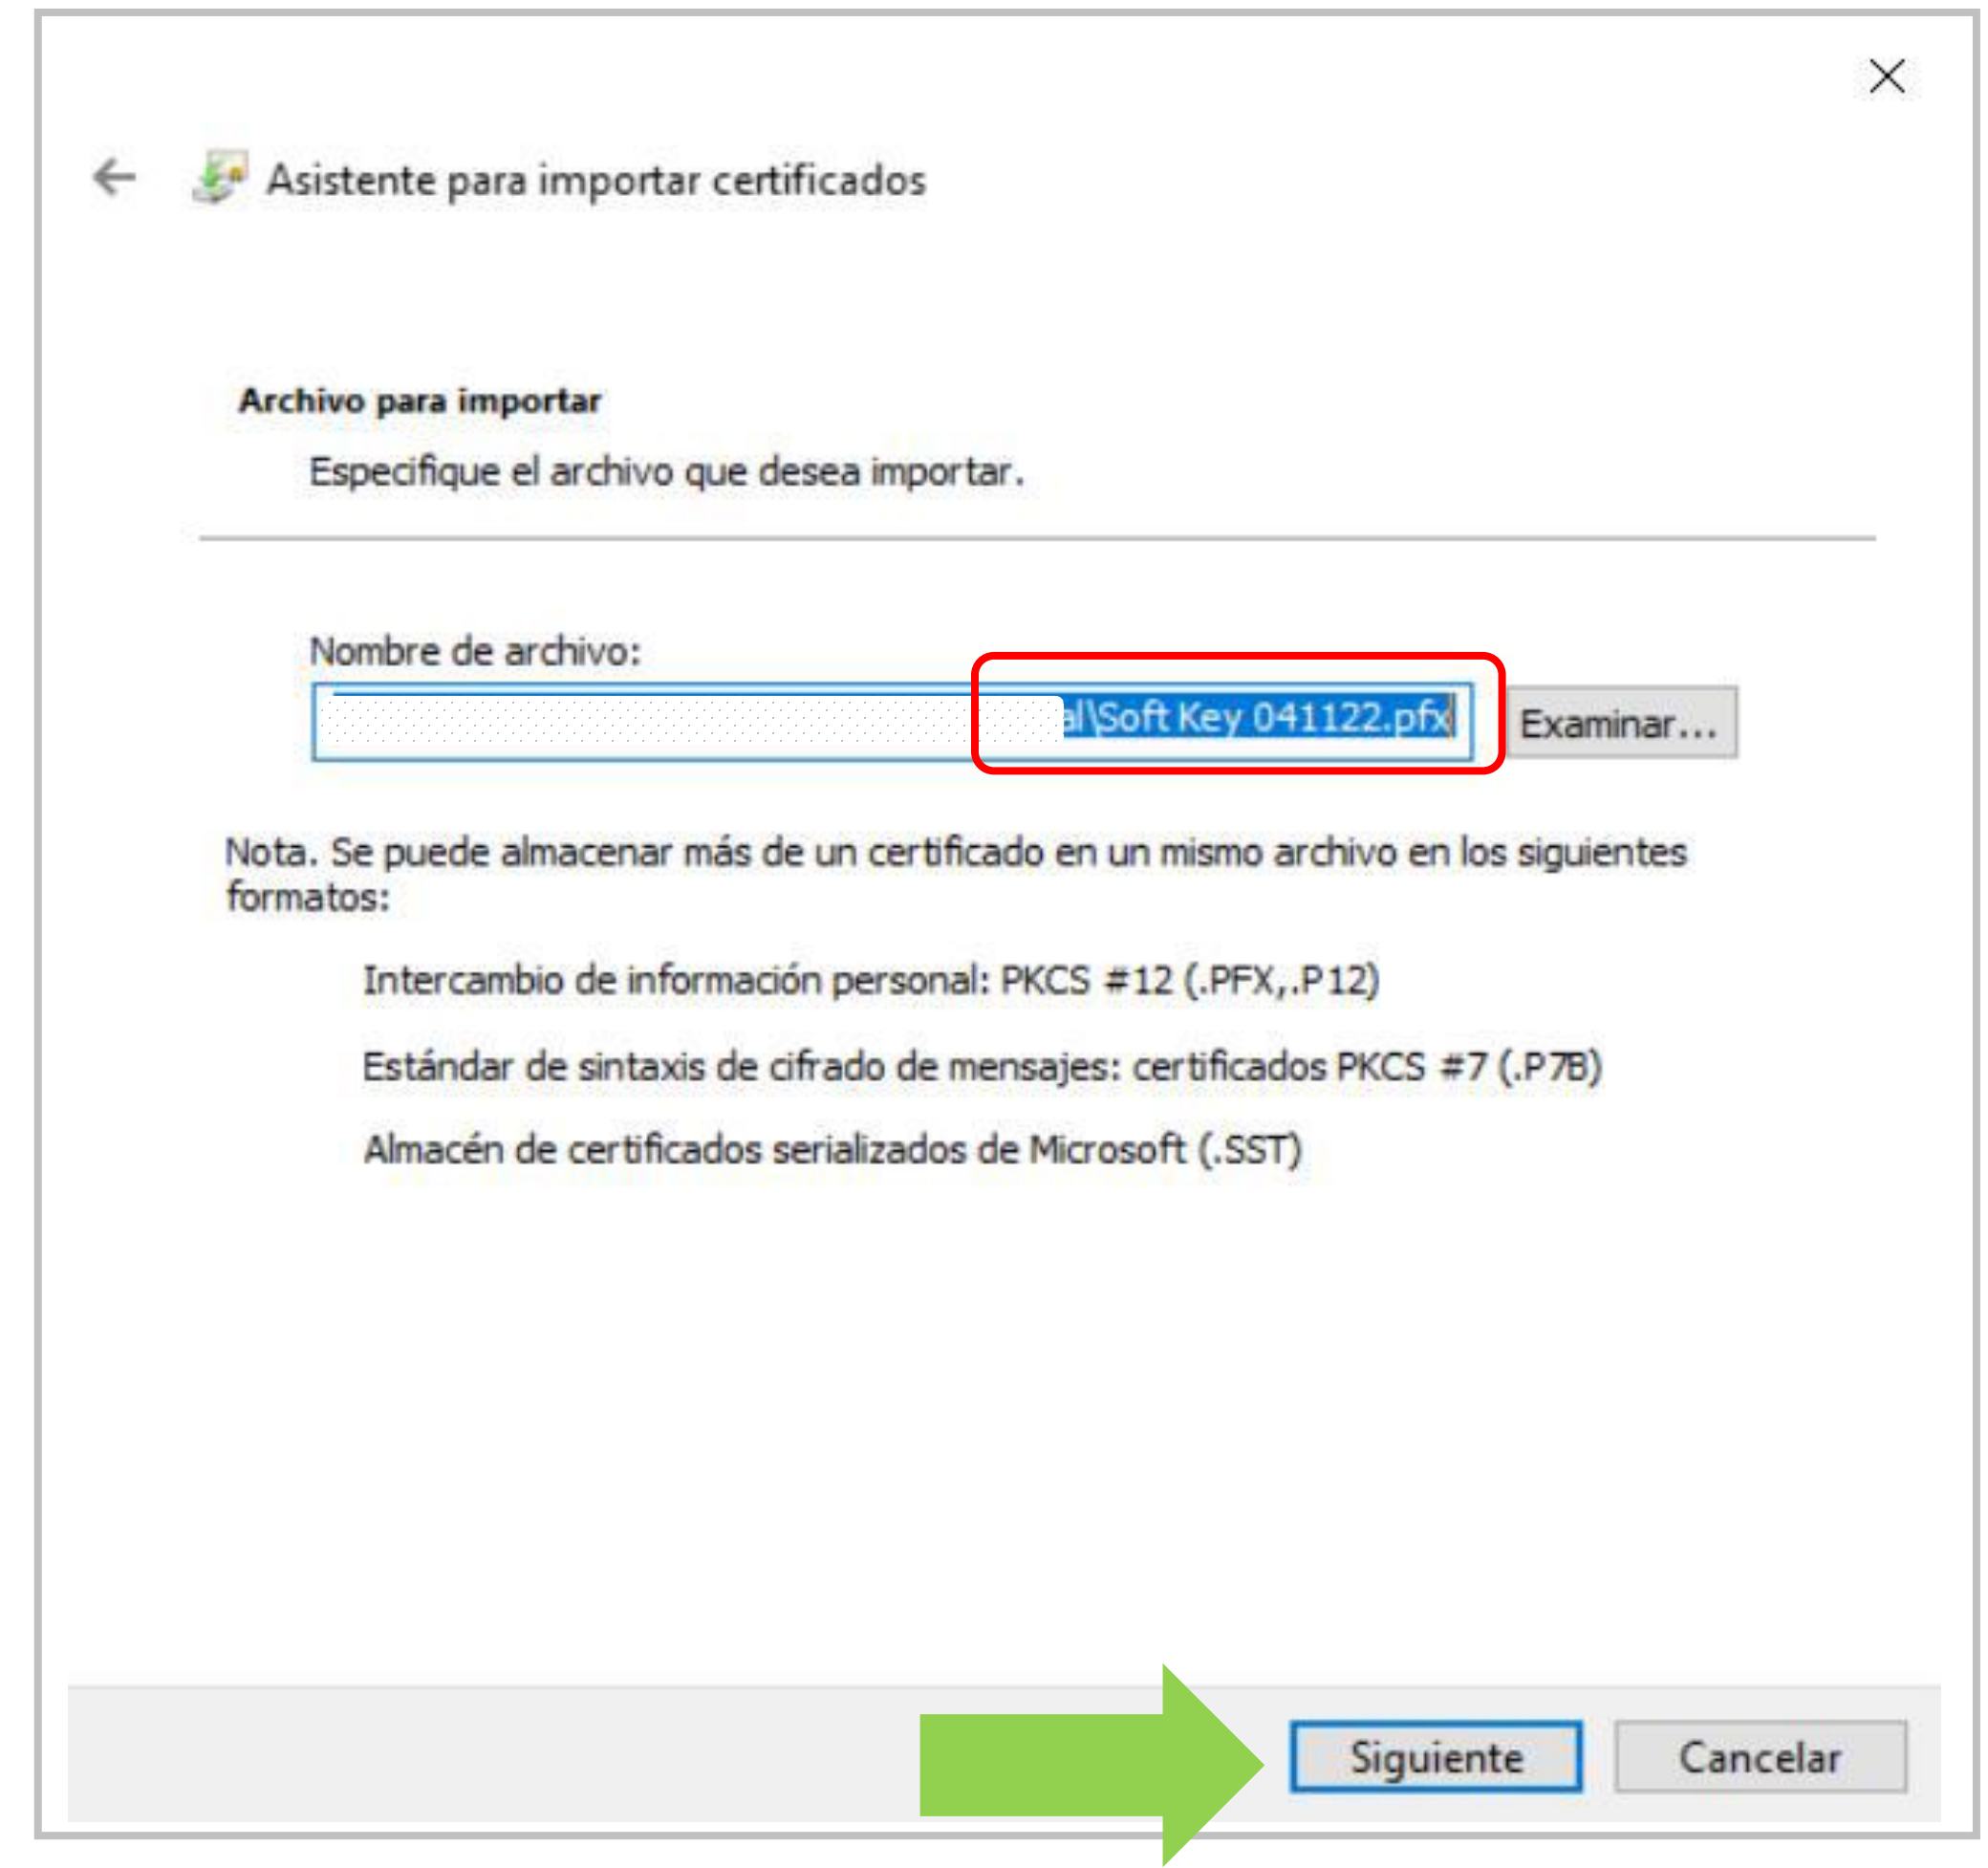 Asistente para importar certificados
Archivo para importar
Especifique el archivo que desea importar.
Nombre de archivo:
al\Soft Key 041122.pfx
Examinar...
Nota. Se puede almacenar más de un certificado en un mismo archivo en los siguientes
formatos:
Intercambio de información personal: PKCS #12 (.PFX,.P12)
Estándar de sintaxis de cifrado de mensajes: certificados PKCS #7 (.P7B)
Almacén de certificados serializados de Microsoft (.SST)
Siguiente
Cancelar